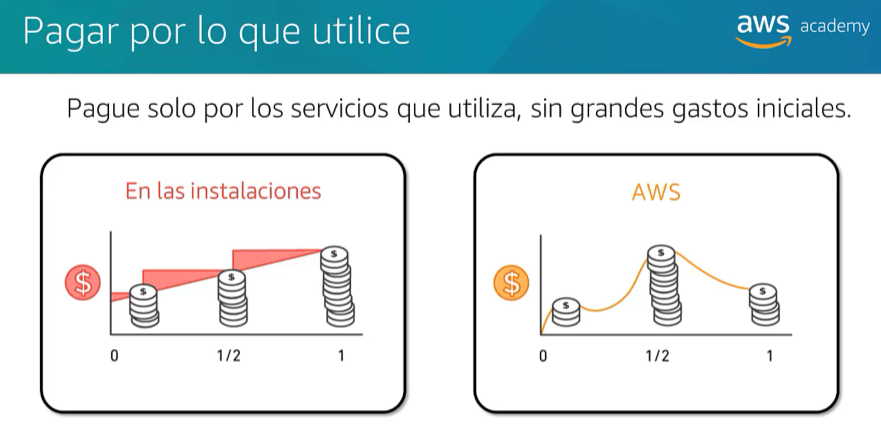 Pagar por lo que utilice
aws academy
Pague solo por los servicios que utiliza, sin grandes gastos iniciales.
En las instalaciones
$
$
$
$
0 1/2 1
AWS
$
$
$
$
0 1/2 1